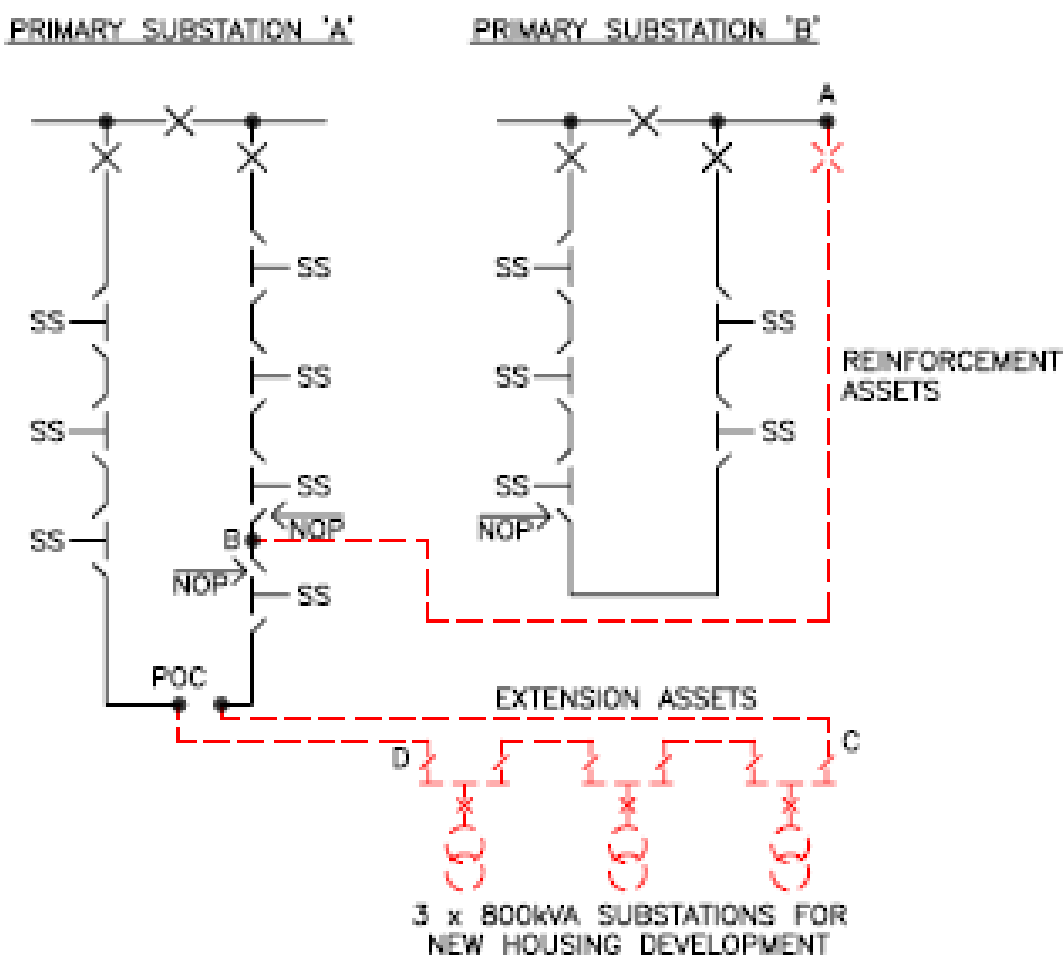 PRIMARY SUBSTATION 'A'
PRIMARY SUBSTATION 'B'
A
SS
SS
SS
SS
SS
SS
SS
SS
SS
SS
REINFORCEMENT
ASSETS
SS
SS
NOP
NOP
B
NOP
SS
SS
POC
EXTENSION ASSETS
D
C
3 x 800kVA SUBSTATIONS FOR
NEW HOUSING DEVELOPMENT